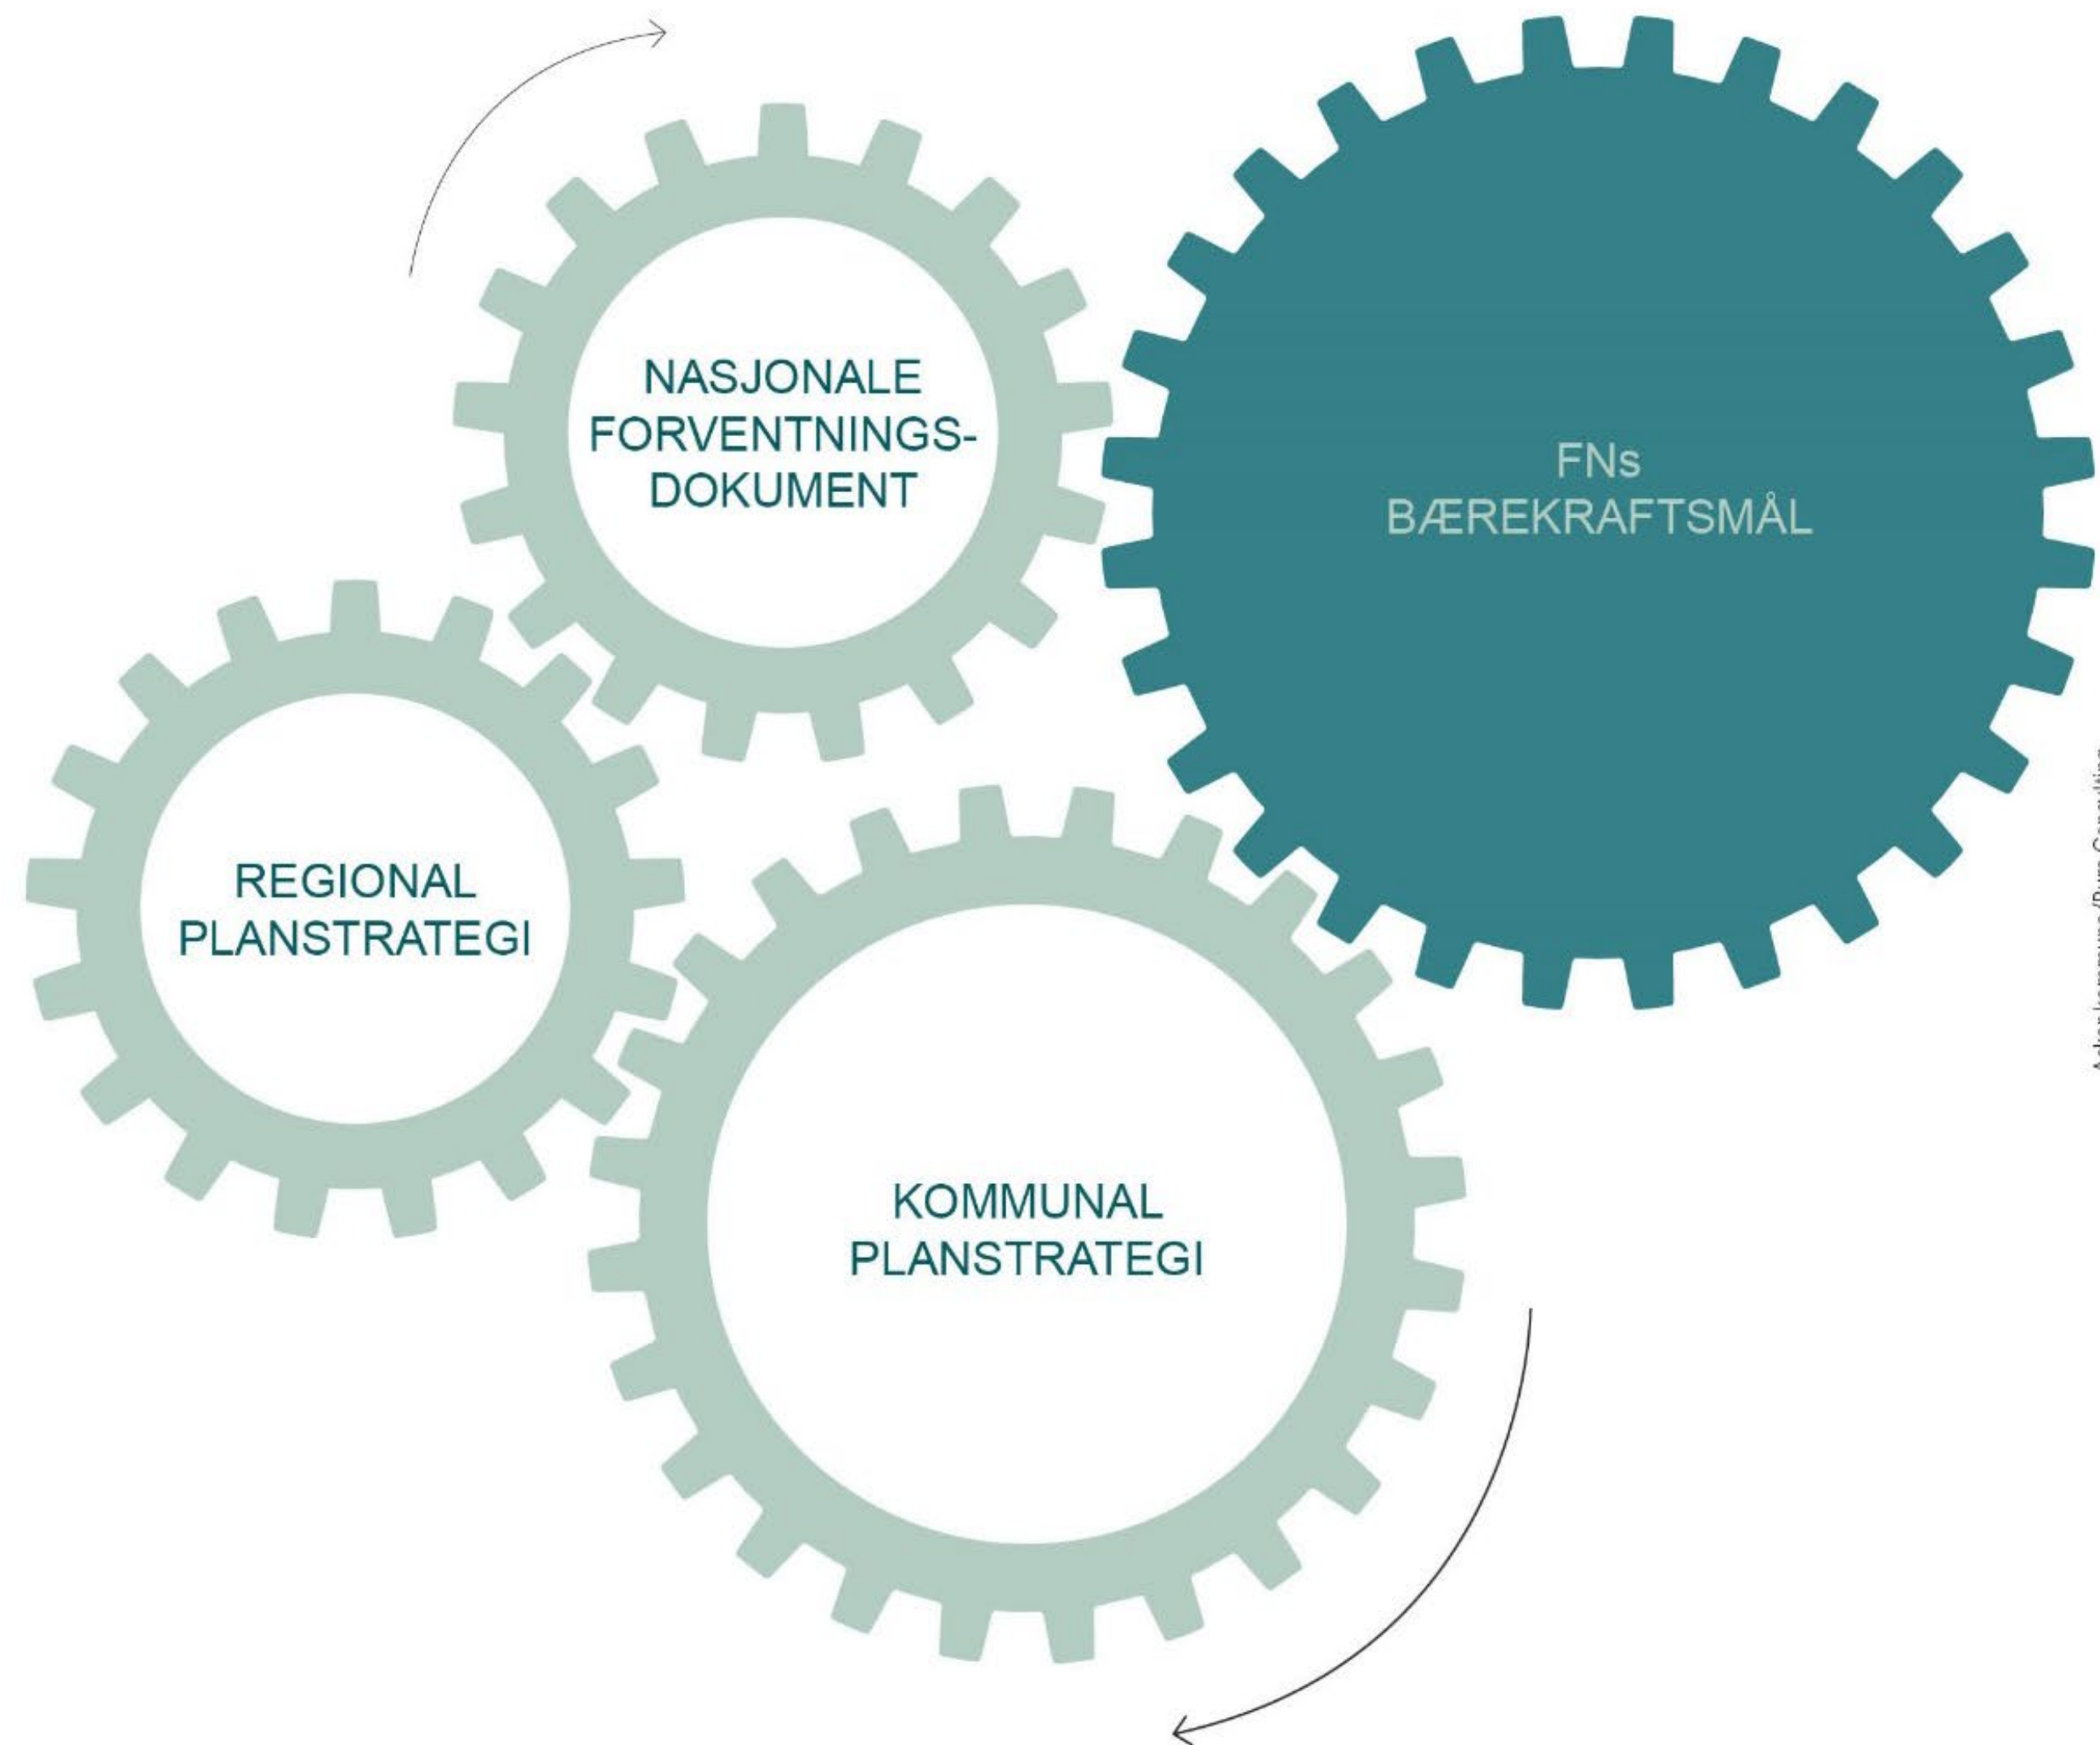 NASJONALE
FORVENTNINGS-
DOKUMENT
FNs
BÆREKRAFTSMÅL
REGIONAL
PLANSTRATEGI
KOMMUNAL
PLANSTRATEGI